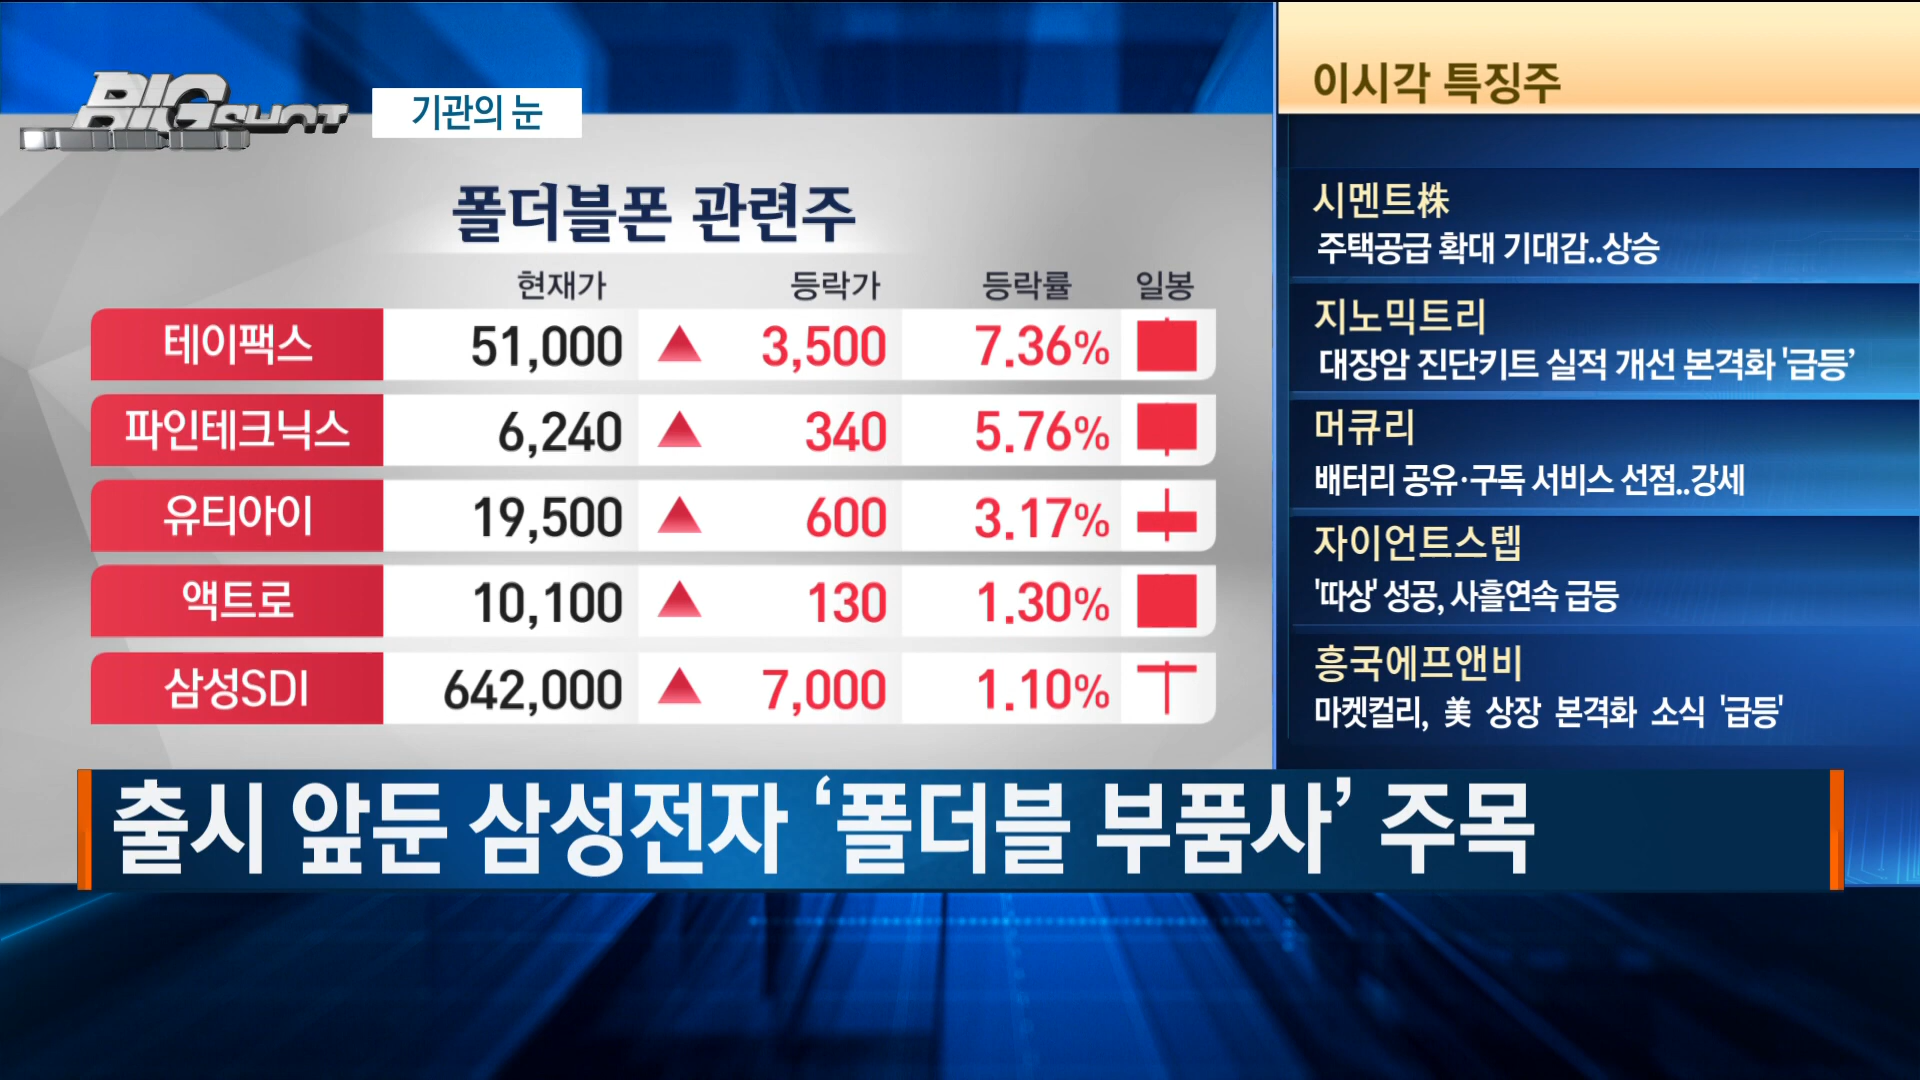 BIG
BIGSHOT
기관의 눈
폴더블폰 관련주
현재가 등락가 등락률 일봉
테이팩스 51,000 ▲ 3,500 7.36%
파인테크닉스 6,240 ▲ 340 5.76%
유티아이 19,500 ▲ 600 3.17%
액트로 10,100 ▲ 130 1.30%
삼성SDI 642,000 ▲ 7,000 1.10%
이시각 특징주
시멘트株
주택공급 확대 기대감..상승
지노믹트리
대장암 진단키트 실적 개선 본격화 '급등’
머큐리
배터리 공유·구독 서비스 선점..강세
자이언트스텝
'따상' 성공, 사흘연속 급등
흥국에프앤비
마켓컬리, 美 상장 본격화 소식 '급등'
출시 앞둔 삼성전자 ‘폴더블 부품사’ 주목